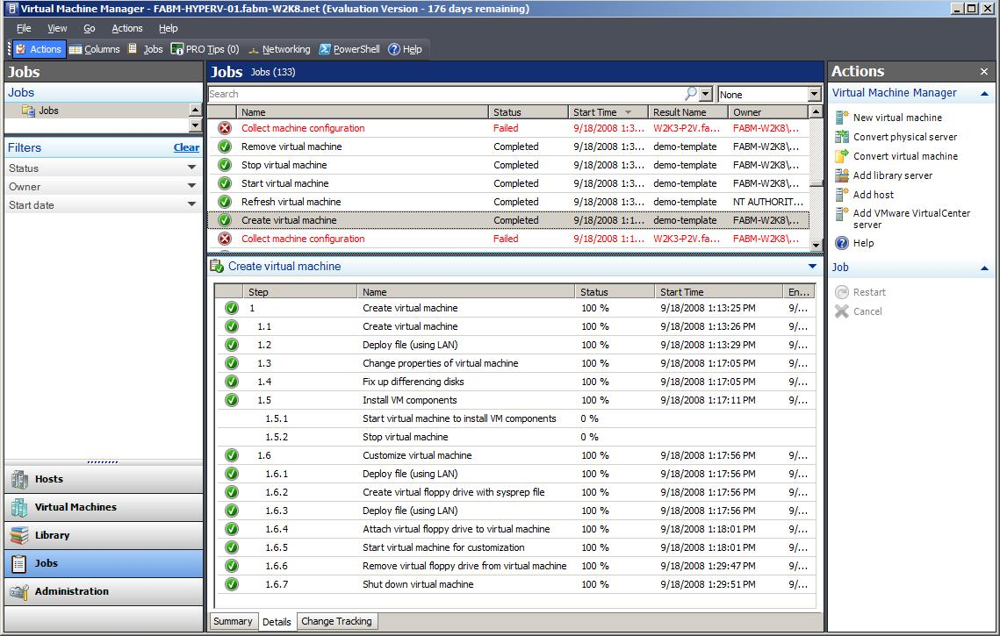 Virtual Machine Manager - FABM-HYPERV-01.fabm-W2K8.net (Evaluation Version - 176 days remaining)
File View Go Actions Help
Actions Columns Jobs PRO Tips (0) Networking PowerShell Help
Jobs
Jobs
Jobs
Filters Clear
Status
Owner
Start date
Hosts
Virtual Machines
Library
Jobs
Administration
Jobs Jobs (133)
Search None
Name Status Start Time Result Name Owner
Collect machine configuration Failed 9/18/2008 1:3... W2K3-P2V.fa... FABM-W2K8\...
Remove virtual machine Completed 9/18/2008 1:3... demo-template FABM-W2K8\...
Stop virtual machine Completed 9/18/2008 1:3... demo-template FABM-W2K8\...
Start virtual machine Completed 9/18/2008 1:3... demo-template FABM-W2K8\...
Refresh virtual machine Completed 9/18/2008 1:3... demo-template NT AUTHORIT...
Create virtual machine Completed 9/18/2008 1:1... demo-template FABM-W2K8\...
Collect machine configuration Failed 9/18/2008 1:1... W2K3-P2V.fa... FABM-W2K8\...
Create virtual machine
Step Name Status Start Time En...
1 Create virtual machine 100 % 9/18/2008 1:13:25 PM 9/...
1.1 Create virtual machine 100 % 9/18/2008 1:13:26 PM 9/...
1.2 Deploy file (using LAN) 100 % 9/18/2008 1:13:29 PM 9/...
1.3 Change properties of virtual machine 100 % 9/18/2008 1:17:05 PM 9/...
1.4 Fix up differencing disks 100 % 9/18/2008 1:17:05 PM 9/...
1.5 Install VM components 100 % 9/18/2008 1:17:11 PM 9/...
1.5.1 Start virtual machine to install VM components 0 %
1.5.2 Stop virtual machine 0 %
1.6 Customize virtual machine 100 % 9/18/2008 1:17:56 PM 9/...
1.6.1 Deploy file (using LAN) 100 % 9/18/2008 1:17:56 PM 9/...
1.6.2 Create virtual floppy drive with sysprep file 100 % 9/18/2008 1:17:56 PM 9/...
1.6.3 Deploy file (using LAN) 100 % 9/18/2008 1:17:56 PM 9/...
1.6.4 Attach virtual floppy drive to virtual machine 100 % 9/18/2008 1:18:01 PM 9/...
1.6.5 Start virtual machine for customization 100 % 9/18/2008 1:18:01 PM 9/...
1.6.6 Remove virtual floppy drive from virtual machine 100 % 9/18/2008 1:29:47 PM 9/...
1.6.7 Shut down virtual machine 100 % 9/18/2008 1:29:51 PM 9/...
Summary Details Change Tracking
Actions
Virtual Machine Manager
New virtual machine
Convert physical server
Convert virtual machine
Add library server
Add host
Add VMware VirtualCenter
server
Help
Job
Restart
Cancel